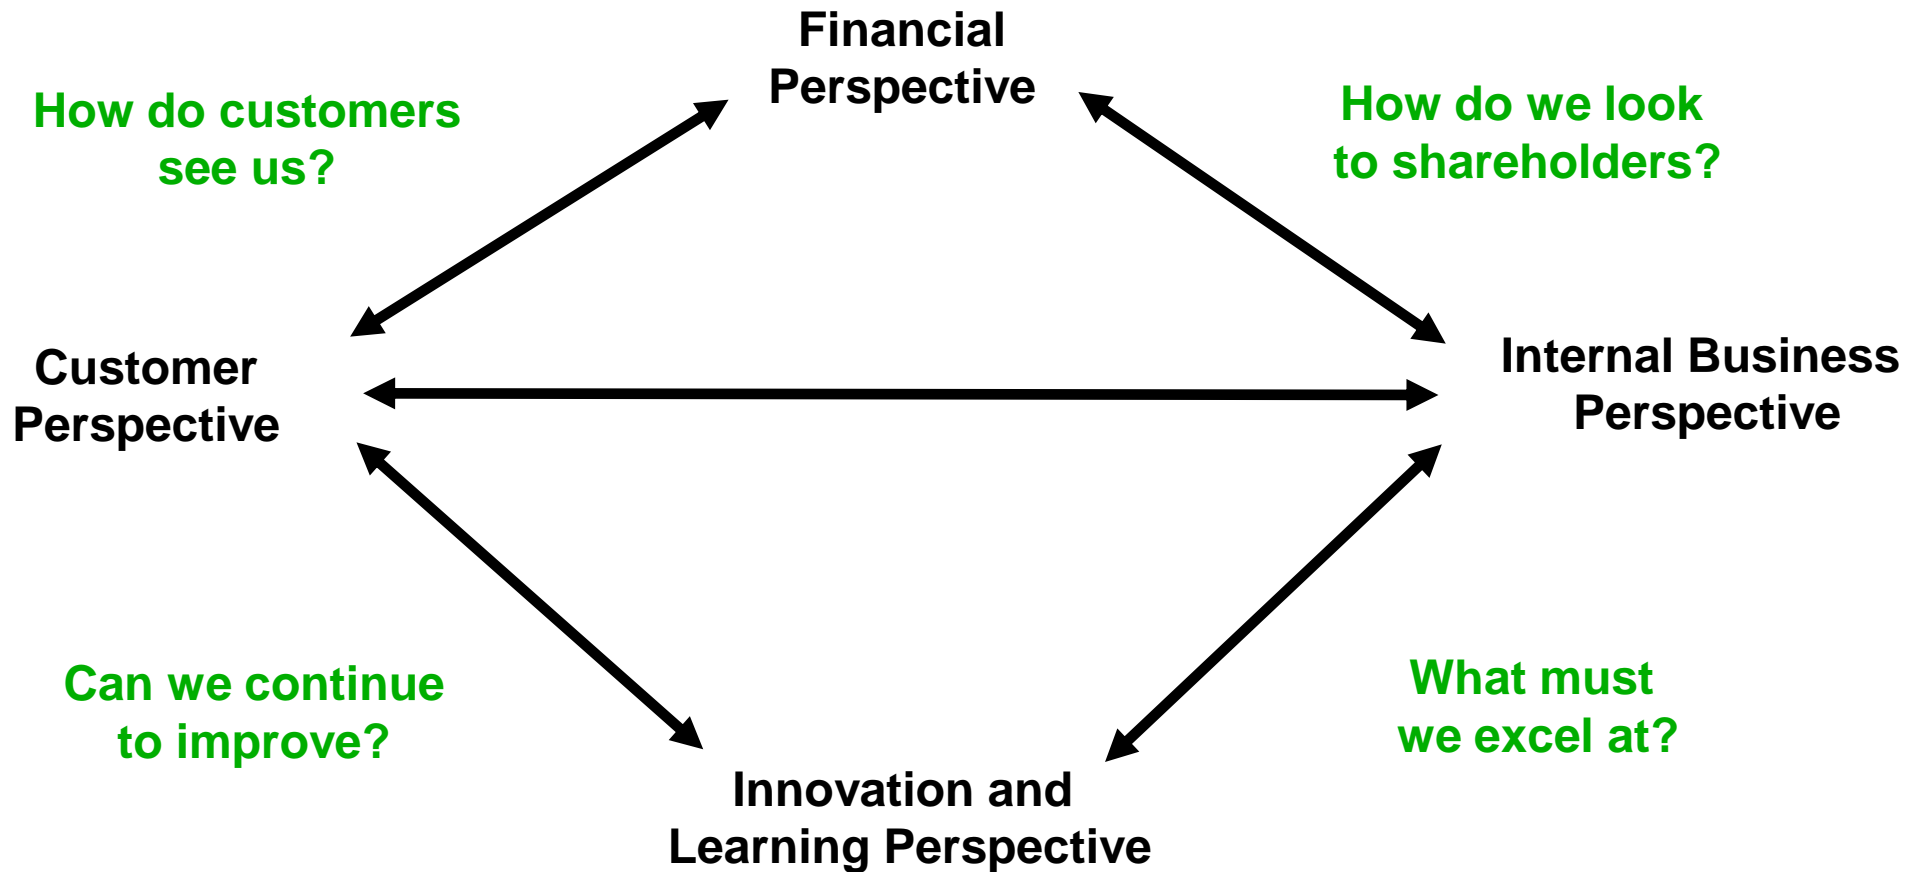 Financial
Perspective
How do customers
see us?
How do we look
to shareholders?
Customer
Perspective
Internal Business
Perspective
Can we continue
to improve?
What must
we excel at?
Innovation and
Learning Perspective